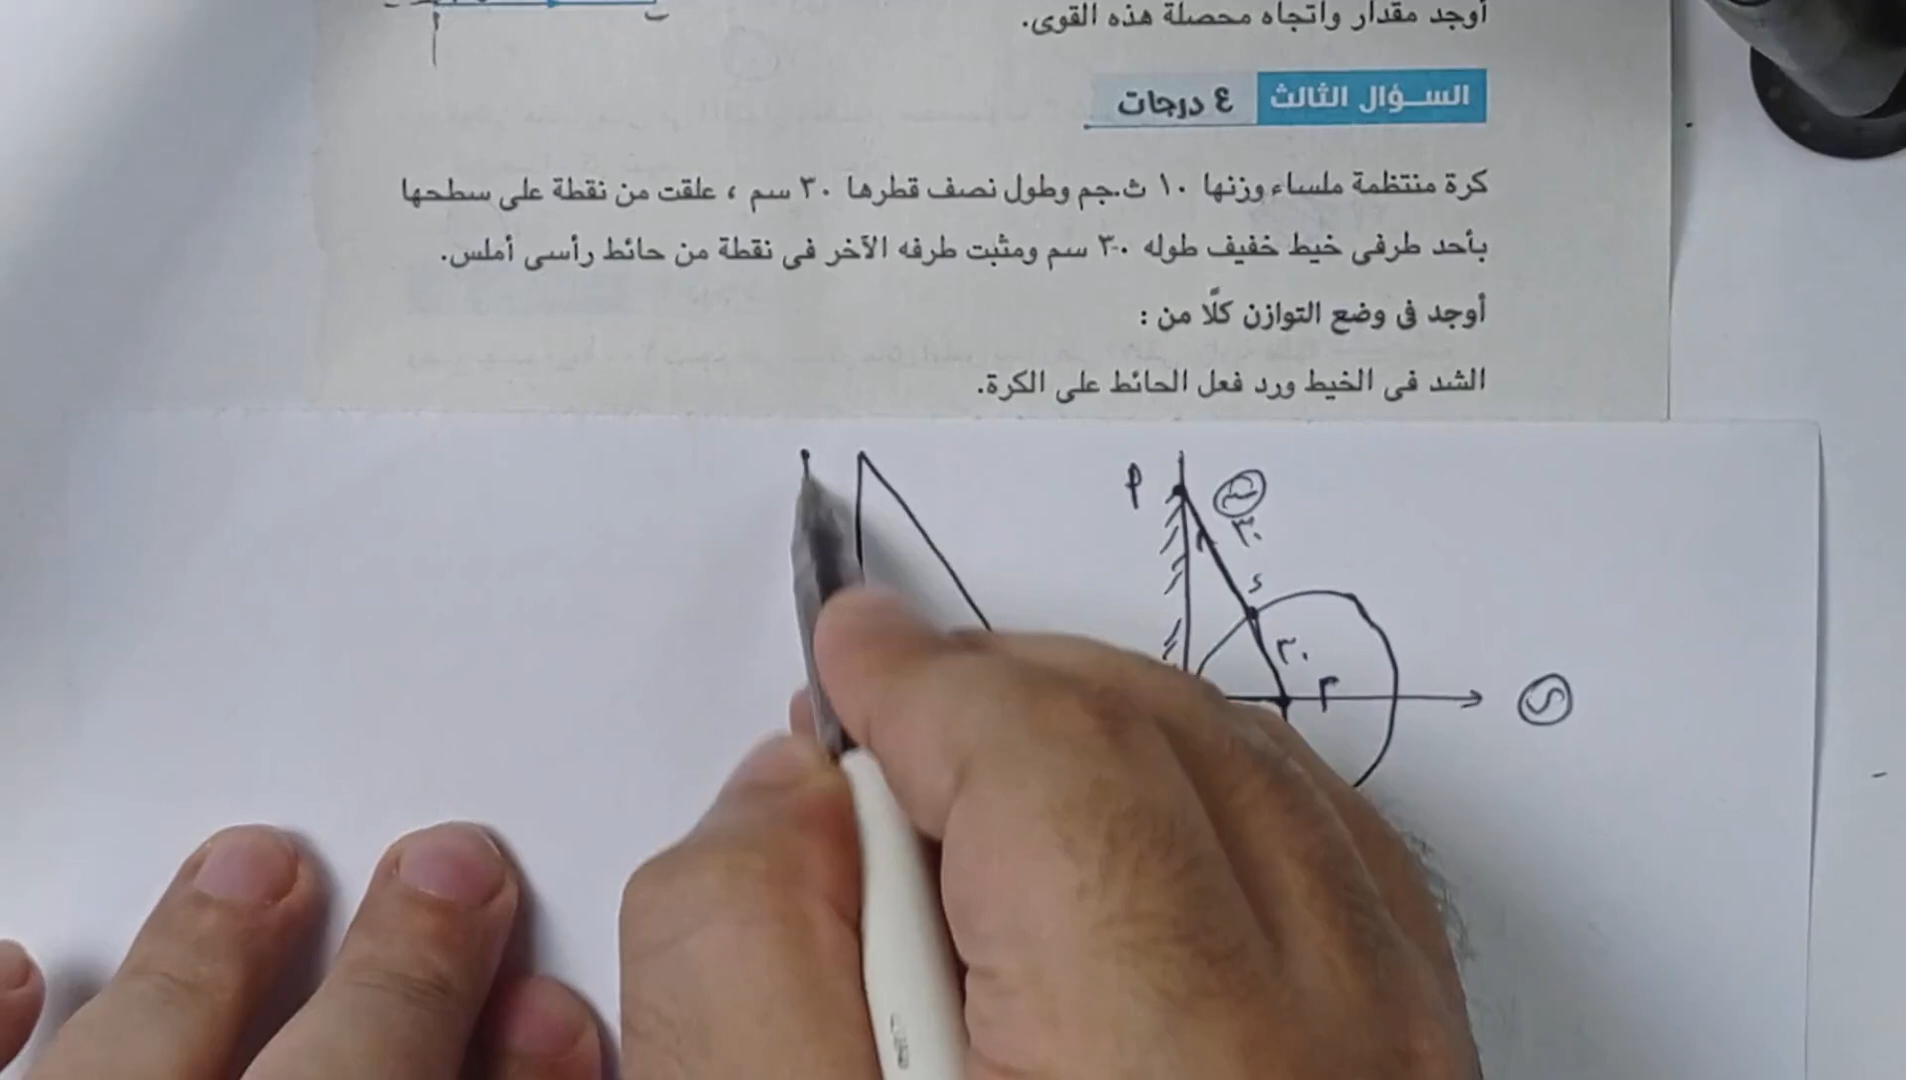 أوجد مقدار واتجاه محصلة هذه القوى.
السؤال الثالث ٤ درجات
كرة منتظمة ملساء وزنها ١٠ ث.جم وطول نصف قطرها ٣٠ سم ، علقت من نقطة على سطحها
بأحد طرفى خيط خفيف طوله ٣٠ سم ومثبت طرفه الآخر فى نقطة من حائط رأسى أملس.
أوجد فى وضع التوازن كلًا من :
الشد فى الخيط ورد فعل الحائط على الكرة.
٣٠
ء
٣٠
م
ر